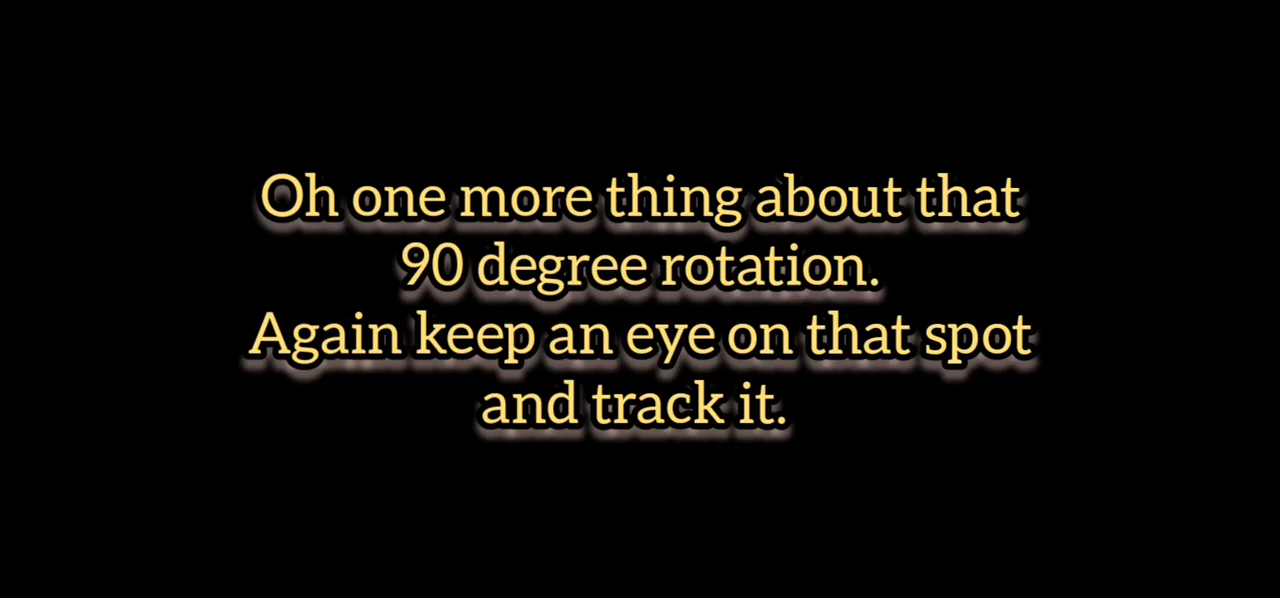 Oh one more thing about that
90 degree rotation.
Again keep an eye on that spot
and track it.